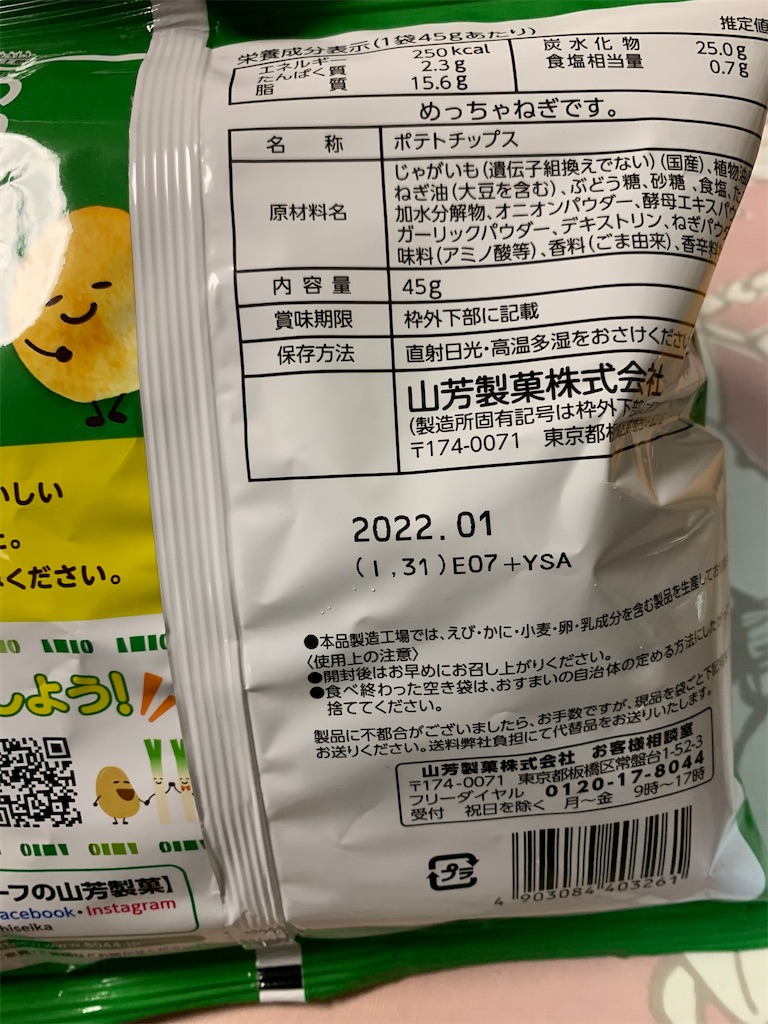 栄養成分表示(1袋45gあたり)
推定値
エネルギー 250kcal 炭水化物 25.0g
たんぱく質 2.3g 食塩相当量 0.7g
脂質 15.6g
めっちゃねぎです。
名称 ポテトチップス
原材料名
じゃがいも(遺伝子組換えでない)(国産)、植物油
ねぎ油(大豆を含む)、ぶどう糖、砂糖、食塩、た
加水分解物、オニオンパウダー、酵母エキスパウ
ガーリックパウダー、デキストリン、ねぎパウ
味料(アミノ酸等)、香料(ごま由来)、香辛料
内容量 45g
賞味期限 枠外下部に記載
保存方法 直射日光・高温多湿をおさけください
山芳製菓株式会社
(製造所固有記号は枠外下部
〒174-0071 東京都板
2022.01
(1,31)E07+YSA
●本品製造工場では、えび・かに・小麦・卵・乳成分を含む製品を生産して
〈使用上の注意〉
●開封後はお早めにお召し上がりください。
●食べ終わった空き袋は、おすまいの自治体の定める方法にした
捨ててください。
製品に不都合がございましたら、お手数ですが、現品を袋ごと下記
お送りください。送料弊社負担にて代替品をお送りいたします。
山芳製菓株式会社 お客様相談室
〒174-0071 東京都板橋区常盤台1-52-3
フリーダイヤル 0120-17-8044
受付 祝日を除く 月〜金 9時〜17時
プラ
4 903084 403261
いしい
た。
ください。
しよう!
ーフの山芳製菓】
acebook・Instagram
hiseika